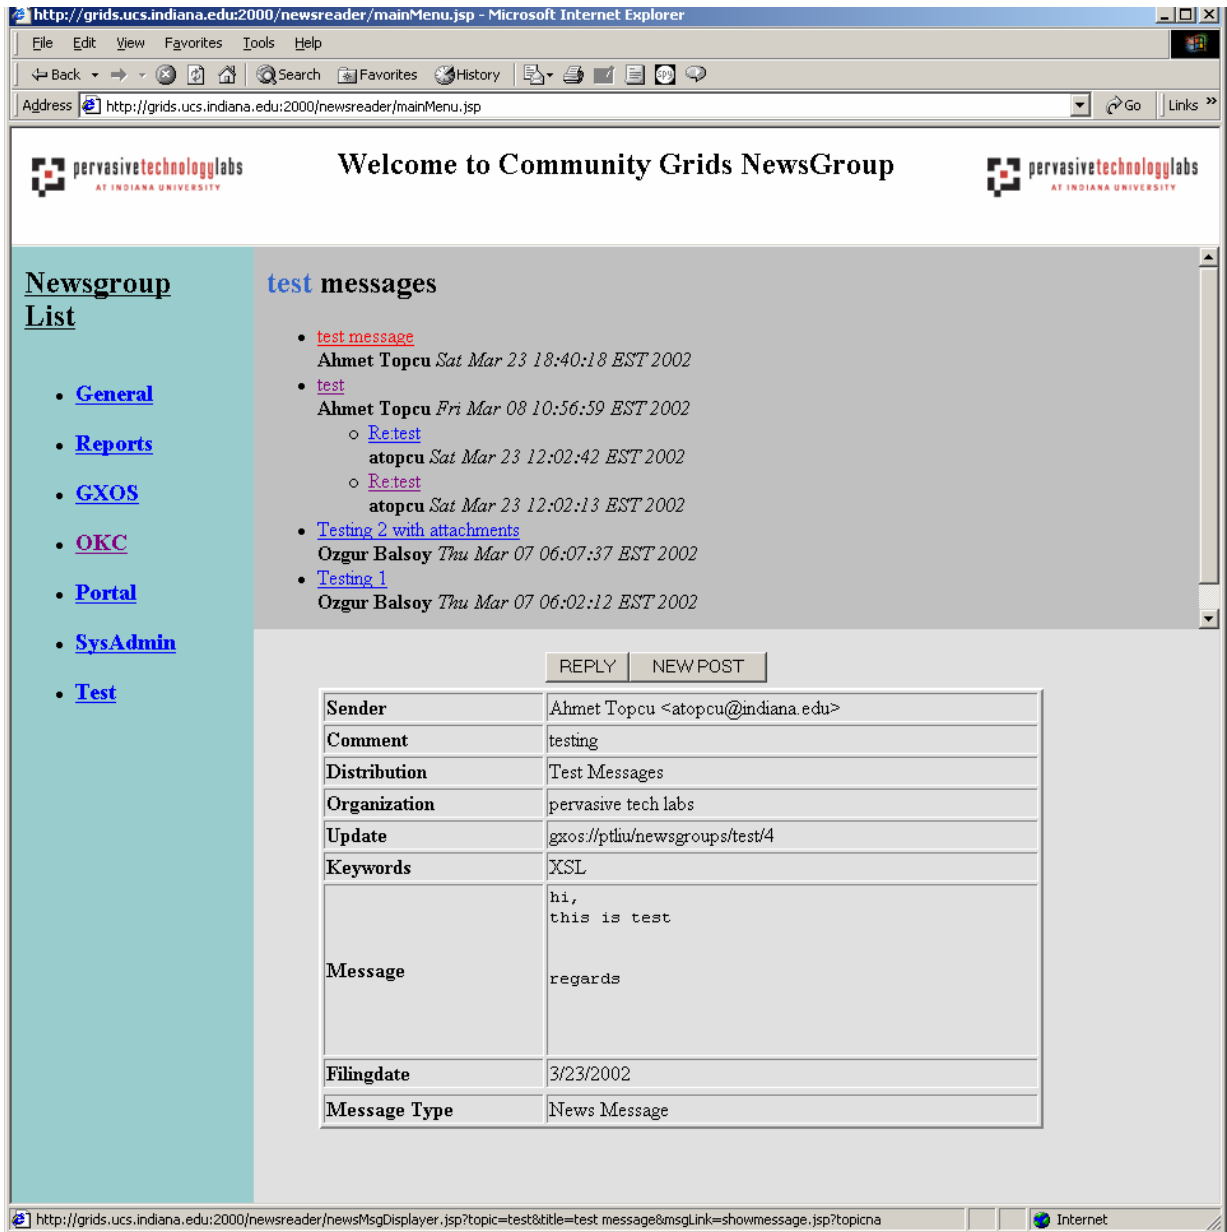 http://grids.ucs.indiana.edu:2000/newsreader/mainMenu.jsp - Microsoft Internet Explorer
File Edit View Favorites Tools Help
Back Search Favorites History
Address http://grids.ucs.indiana.edu:2000/newsreader/mainMenu.jsp Go Links »
pervasivetechnologylabs
AT INDIANA UNIVERSITY
Welcome to Community Grids NewsGroup
pervasivetechnologylabs
AT INDIANA UNIVERSITY
Newsgroup
List
General
Reports
GXOS
OKC
Portal
SysAdmin
Test
test messages
test message
Ahmet Topcu Sat Mar 23 18:40:18 EST 2002
test
Ahmet Topcu Fri Mar 08 10:56:59 EST 2002
Re:test
atopcu Sat Mar 23 12:02:42 EST 2002
Re:test
atopcu Sat Mar 23 12:02:13 EST 2002
Testing 2 with attachments
Ozgur Balsoy Thu Mar 07 06:07:37 EST 2002
Testing 1
Ozgur Balsoy Thu Mar 07 06:02:12 EST 2002
REPLY NEW POST
Sender Ahmet Topcu <atopcu@indiana.edu>
Comment testing
Distribution Test Messages
Organization pervasive tech labs
Update gxos://ptliu/newsgroups/test/4
Keywords XSL
Message hi,
this is test
regards
Filingdate 3/23/2002
Message Type News Message
http://grids.ucs.indiana.edu:2000/newsreader/newsMsgDisplayer.jsp?topic=test&title=test message&msgLink=showmessage.jsp?topicna Internet